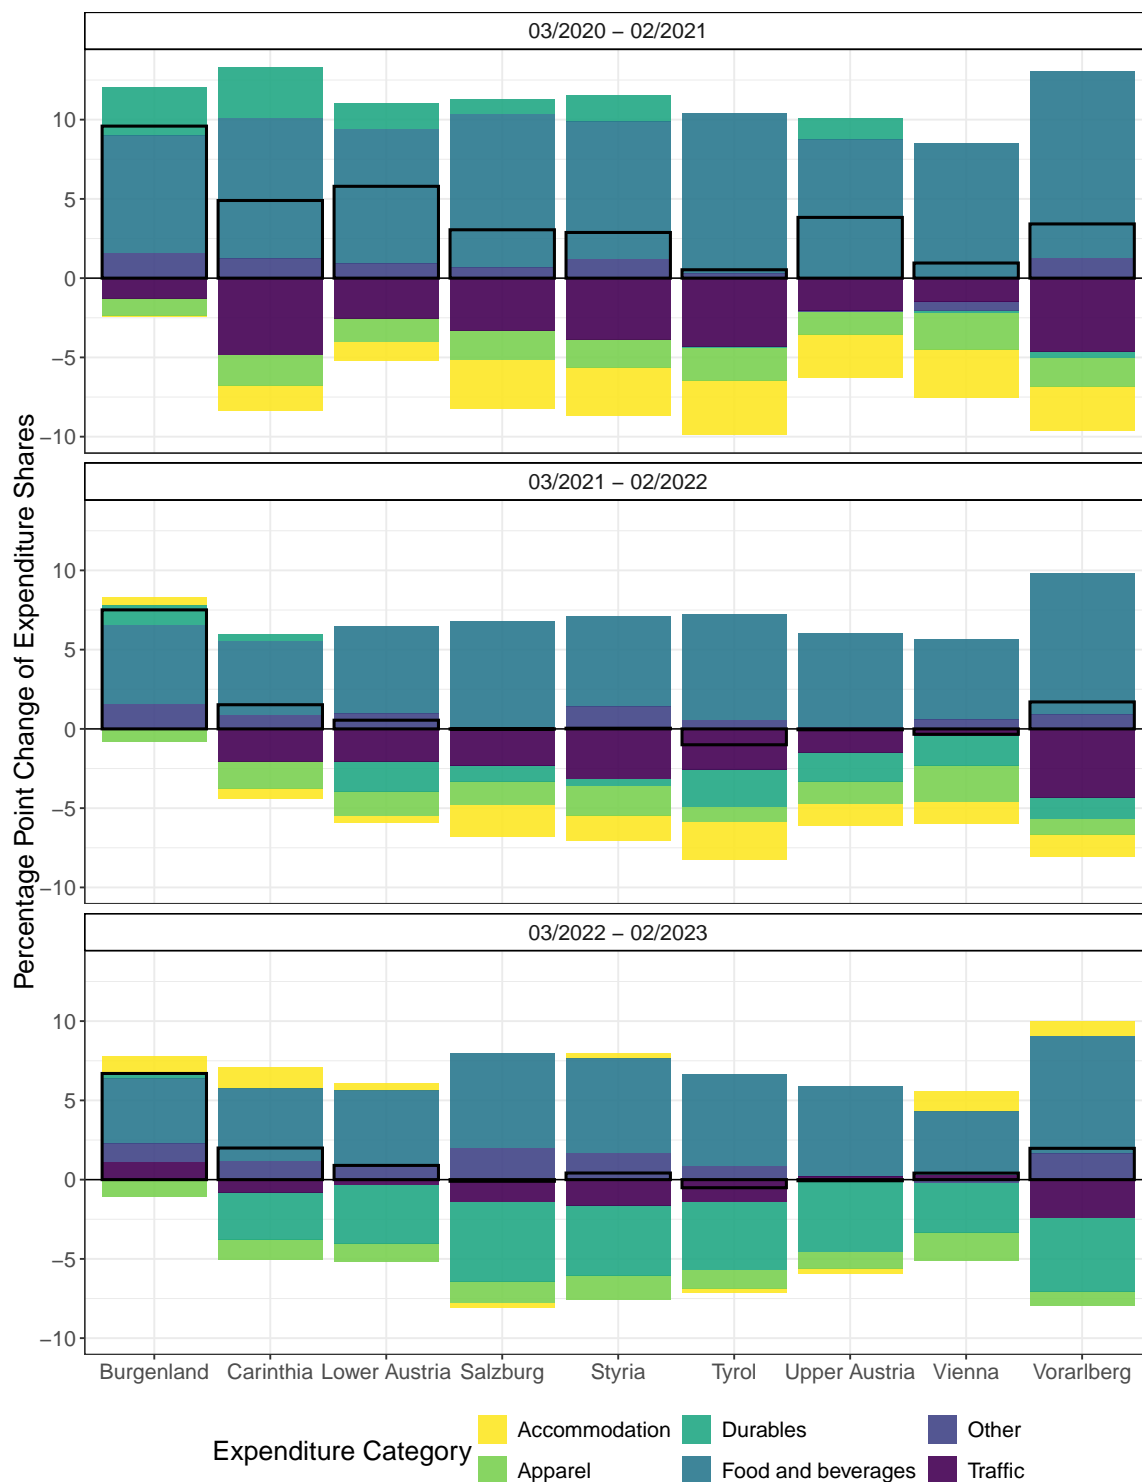 03/2020 – 02/2021
10
5
0
−5
−10
03/2021 – 02/2022
10
5
0
−5
−10
03/2022 – 02/2023
10
5
0
−5
−10
Percentage Point Change of Expenditure Shares
Burgenland Carinthia Lower Austria Salzburg Styria Tyrol Upper Austria Vienna Vorarlberg
Expenditure Category
Accommodation Durables Other
Apparel Food and beverages Traffic